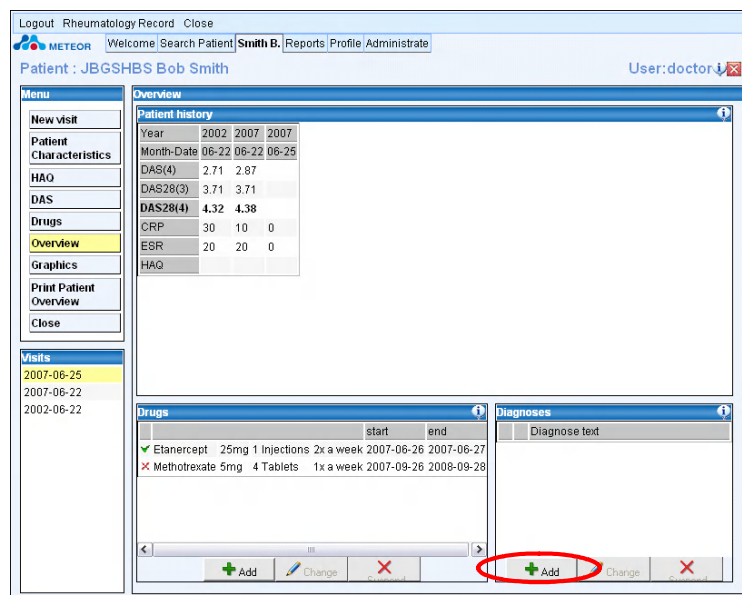 Logout Rheumatology Record Close
METEOR Welcome Search Patient Smith B. Reports Profile Administrate
Patient : JBGSHBS Bob Smith User:doctor
Menu
New visit
Patient
Characteristics
HAQ
DAS
Drugs
Overview
Graphics
Print Patient
Overview
Close
Visits
2007-06-25
2007-06-22
2002-06-22
Overview
Patient history
Year 2002 2007 2007
Month-Date 06-22 06-22 06-25
DAS(4) 2.71 2.87
DAS28(3) 3.71 3.71
DAS28(4) 4.32 4.38
CRP 30 10 0
ESR 20 20 0
HAQ
Drugs
start end
Etanercept 25mg 1 Injections 2x a week 2007-06-26 2007-06-27
Methotrexate 5mg 4 Tablets 1x a week 2007-09-26 2008-09-28
Add Change
Diagnoses
Diagnose text
Add Change